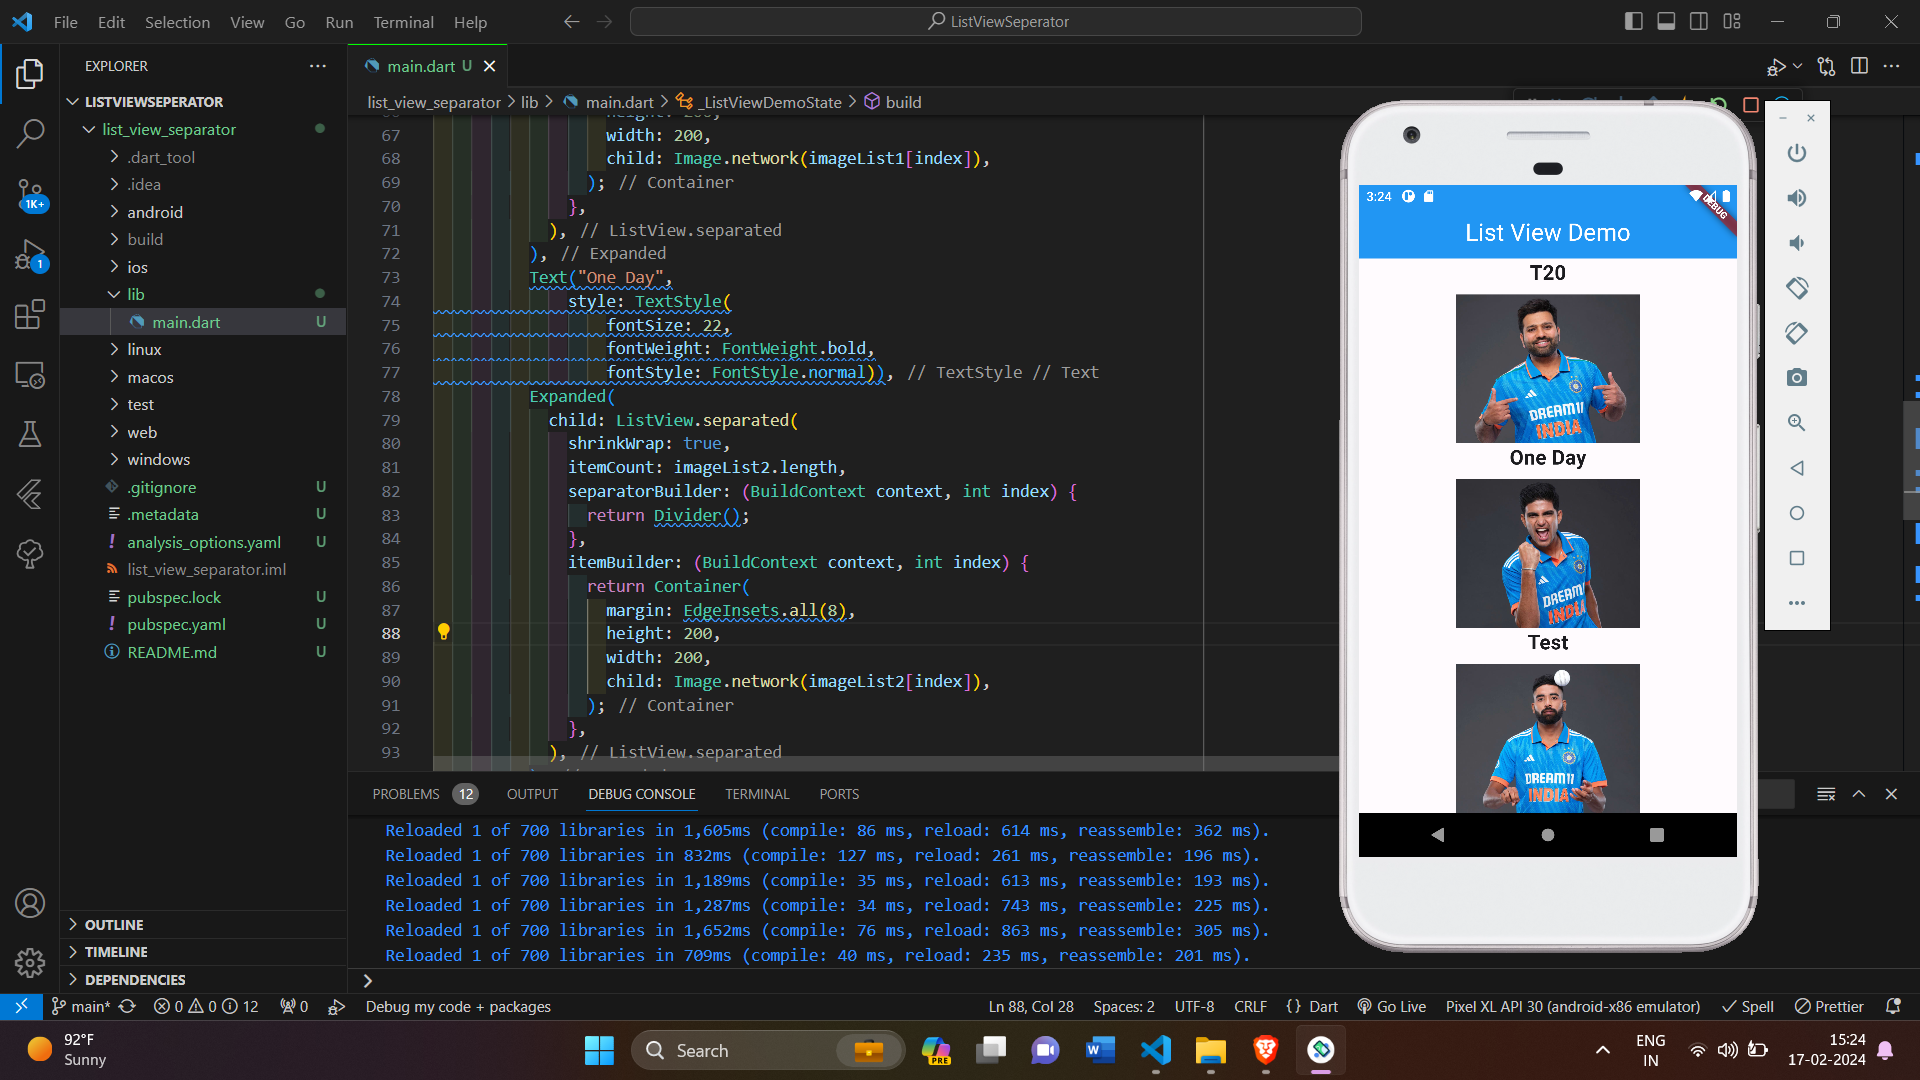 File Edit Selection View Go Run Terminal Help
ListViewSeperator
EXPLORER
main.dart U
LISTVIEWSEPERATOR
list_view_separator > lib > main.dart > _ListViewDemoState > build
list_view_separator
.dart_tool
.idea
android
build
ios
lib
main.dart U
linux
macos
test
web
windows
.gitignore U
.metadata U
analysis_options.yaml U
list_view_separator.iml
pubspec.lock U
pubspec.yaml U
README.md U
OUTLINE
TIMELINE
DEPENDENCIES
1K+
1
67 width: 200,
68 child: Image.network(imageList1[index]),
69 ); // Container
70 },
71 ), // ListView.separated
72 ), // Expanded
73 Text("One Day",
74 style: TextStyle(
75 fontSize: 22,
76 fontWeight: FontWeight.bold,
77 fontStyle: FontStyle.normal)), // TextStyle // Text
78 Expanded(
79 child: ListView.separated(
80 shrinkWrap: true,
81 itemCount: imageList2.length,
82 separatorBuilder: (BuildContext context, int index) {
83 return Divider();
84 },
85 itemBuilder: (BuildContext context, int index) {
86 return Container(
87 margin: EdgeInsets.all(8),
88 height: 200,
89 width: 200,
90 child: Image.network(imageList2[index]),
91 ); // Container
92 },
93 ), // ListView.separated
3:24
DEBUG
List View Demo
T20
DREAM11
INDIA
One Day
DREAM11
INDIA
Test
DREAM11
INDIA
PROBLEMS 12 OUTPUT DEBUG CONSOLE TERMINAL PORTS
Reloaded 1 of 700 libraries in 1,605ms (compile: 86 ms, reload: 614 ms, reassemble: 362 ms).
Reloaded 1 of 700 libraries in 832ms (compile: 127 ms, reload: 261 ms, reassemble: 196 ms).
Reloaded 1 of 700 libraries in 1,189ms (compile: 35 ms, reload: 613 ms, reassemble: 193 ms).
Reloaded 1 of 700 libraries in 1,287ms (compile: 34 ms, reload: 743 ms, reassemble: 225 ms).
Reloaded 1 of 700 libraries in 1,652ms (compile: 76 ms, reload: 863 ms, reassemble: 305 ms).
Reloaded 1 of 700 libraries in 709ms (compile: 40 ms, reload: 235 ms, reassemble: 201 ms).
main* 0 0 12 0 Debug my code + packages Ln 88, Col 28 Spaces: 2 UTF-8 CRLF {} Dart Go Live Pixel XL API 30 (android-x86 emulator) Spell Prettier
92°F
Sunny
Search
PRE
ENG
IN
15:24
17-02-2024